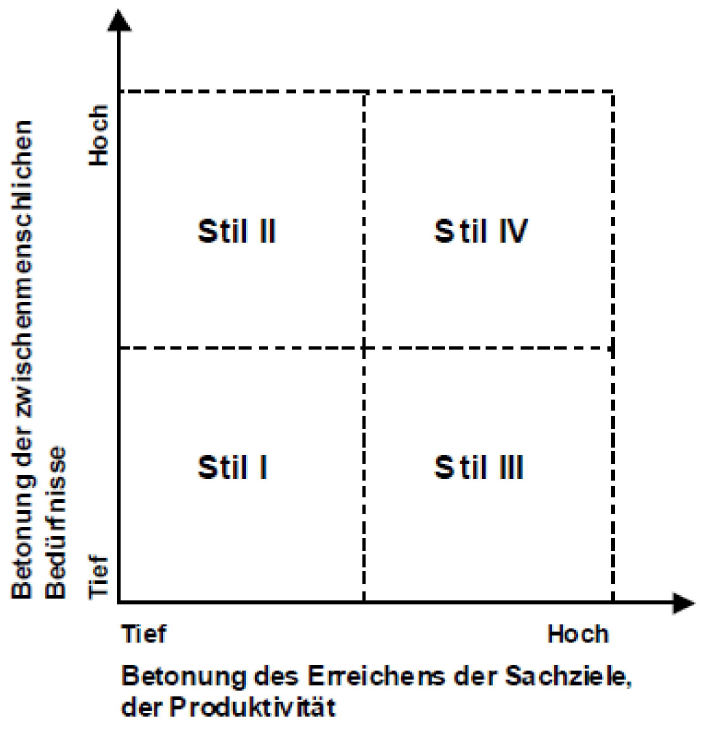 Betonung der zwischenmenschlichen
Bedürfnisse
Hoch
Tief
Stil II
Stil IV
Stil I
Stil III
Tief
Hoch
Betonung des Erreichens der Sachziele,
der Produktivität